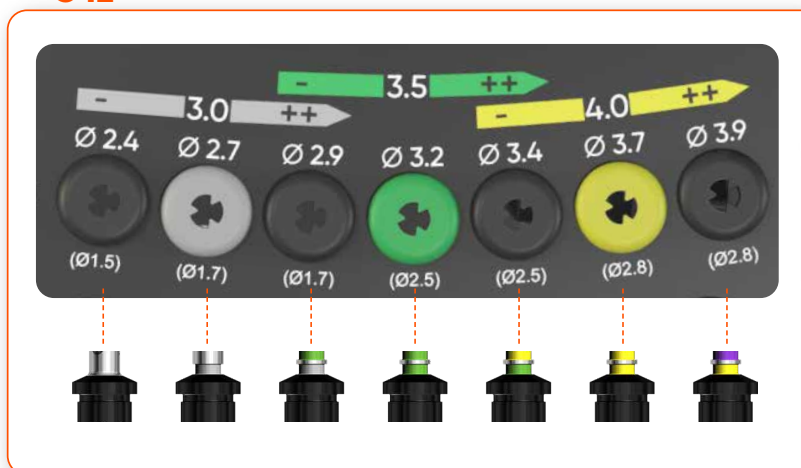 - 3.5 ++
- 3.0 ++
- 4.0 ++
Ø 2.4 Ø 2.7 Ø 2.9 Ø 3.2 Ø 3.4 Ø 3.7 Ø 3.9
(Ø1.5) (Ø1.7) (Ø1.7) (Ø2.5) (Ø2.5) (Ø2.8) (Ø2.8)